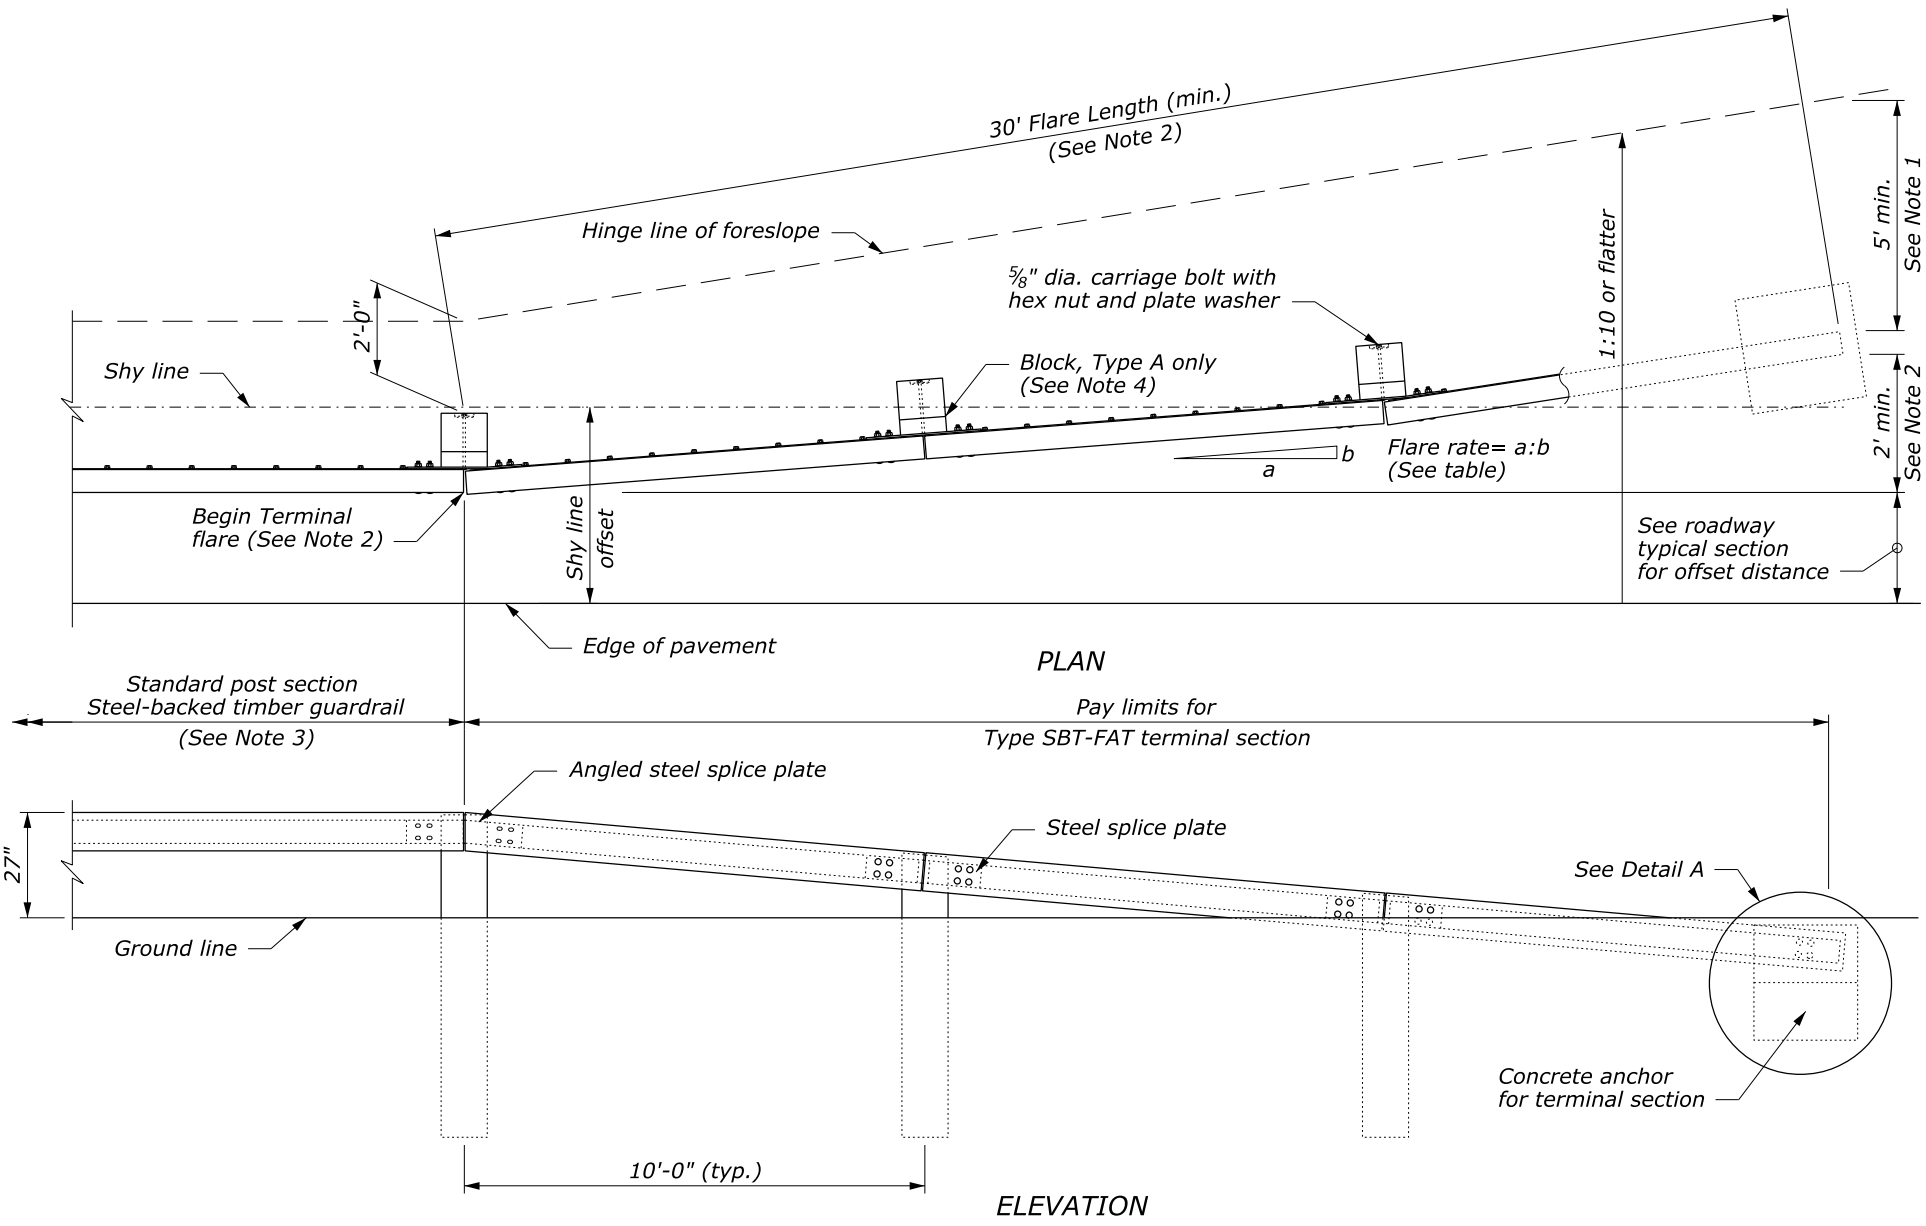 30' Flare Length (min.)
(See Note 2)
Hinge line of foreslope
5/8" dia. carriage bolt with
hex nut and plate washer
1:10 or flatter
5' min.
See Note 1
2'-0"
Shy line
Block, Type A only
(See Note 4)
2' min.
See Note 2
Flare rate= a:b
(See table)
a
b
Begin Terminal
flare (See Note 2)
Shy line
offset
See roadway
typical section
for offset distance
Edge of pavement
PLAN
Standard post section
Steel-backed timber guardrail
(See Note 3)
Pay limits for
Type SBT-FAT terminal section
Angled steel splice plate
Steel splice plate
27"
See Detail A
Ground line
Concrete anchor
for terminal section
10'-0" (typ.)
ELEVATION